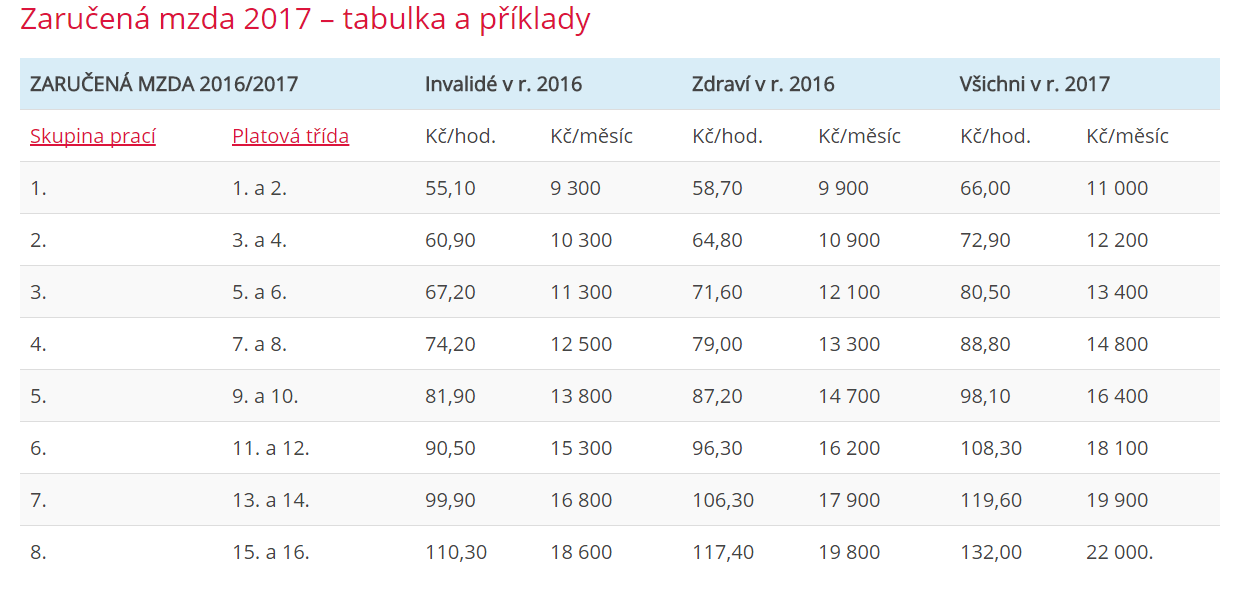 Zaručená mzda 2017 – tabulka a příklady
ZARUČENÁ MZDA 2016/2017 Invalidé v r. 2016 Zdraví v r. 2016 Všichni v r. 2017
Skupina prací Platová třída Kč/hod. Kč/měsíc Kč/hod. Kč/měsíc Kč/hod. Kč/měsíc
1. 1. a 2. 55,10 9 300 58,70 9 900 66,00 11 000
2. 3. a 4. 60,90 10 300 64,80 10 900 72,90 12 200
3. 5. a 6. 67,20 11 300 71,60 12 100 80,50 13 400
4. 7. a 8. 74,20 12 500 79,00 13 300 88,80 14 800
5. 9. a 10. 81,90 13 800 87,20 14 700 98,10 16 400
6. 11. a 12. 90,50 15 300 96,30 16 200 108,30 18 100
7. 13. a 14. 99,90 16 800 106,30 17 900 119,60 19 900
8. 15. a 16. 110,30 18 600 117,40 19 800 132,00 22 000.